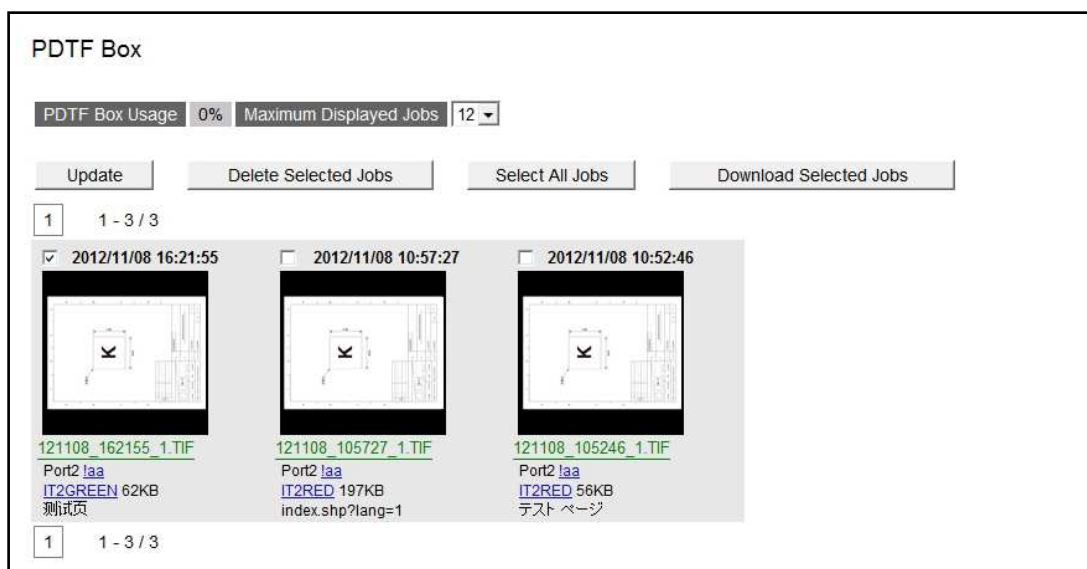 PDTF Box
PDTF Box Usage 0% Maximum Displayed Jobs 12
Update Delete Selected Jobs Select All Jobs Download Selected Jobs
1 1 - 3 / 3
2012/11/08 16:21:55 2012/11/08 10:57:27 2012/11/08 10:52:46
K K K
121108_162155_1.TIF 121108_105727_1.TIF 121108_105246_1.TIF
Port2 !aa Port2 !aa Port2 !aa
IT2GREEN 62KB IT2RED 197KB IT2RED 56KB
测试页 index.shp?lang=1 テスト ページ
1 1 - 3 / 3